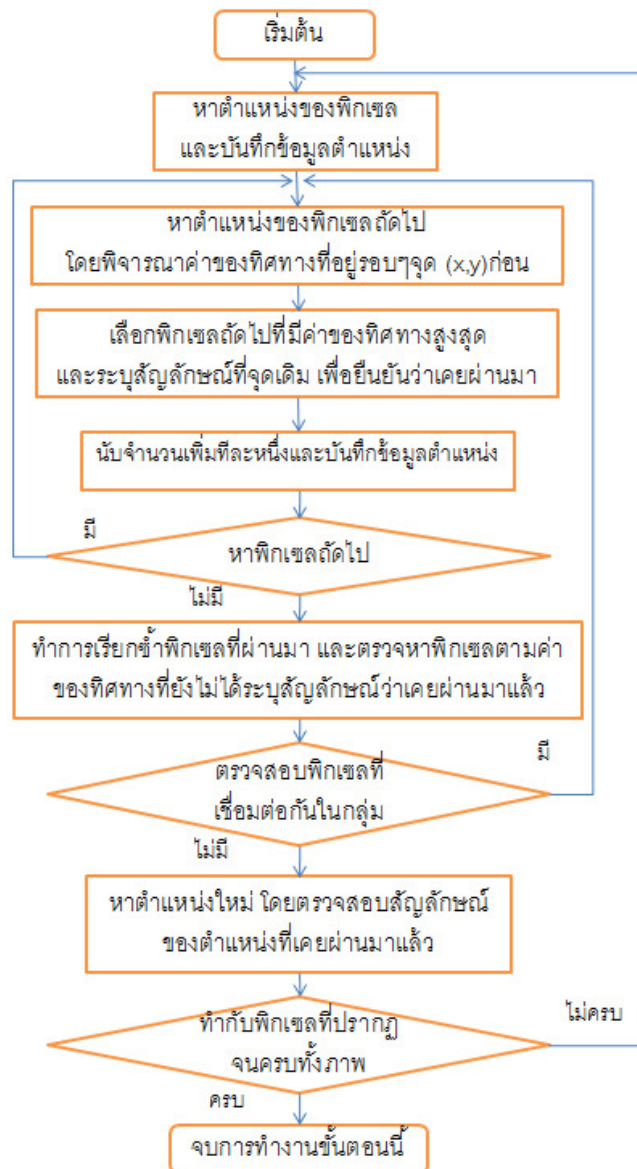 เริ่มต้น
หาตำแหน่งของพิกเซล
และบันทึกข้อมูลตำแหน่ง
หาตำแหน่งของพิกเซลถัดไป
โดยพิจารณาค่าของทิศทางที่อยู่รอบๆจุด (x,y)ก่อน
เลือกพิกเซลถัดไปที่มีค่าของทิศทางสูงสุด
และระบุสัญลักษณ์ที่จุดเดิม เพื่อยืนยันว่าเคยผ่านมา
นับจำนวนเพิ่มทีละหนึ่งและบันทึกข้อมูลตำแหน่ง
มี
หาพิกเซลถัดไป
ไม่มี
ทำการเรียกซ้ำพิกเซลที่ผ่านมา และตรวจหาพิกเซลตามค่า
ของทิศทางที่ยังไม่ได้ระบุสัญลักษณ์ว่าเคยผ่านมาแล้ว
มี
ตรวจสอบพิกเซลที่
เชื่อมต่อกันในกลุ่ม
ไม่มี
หาตำแหน่งใหม่ โดยตรวจสอบสัญลักษณ์
ของตำแหน่งที่เคยผ่านมาแล้ว
ไม่ครบ
ทำกับพิกเซลที่ปรากฏ
จนครบทั้งภาพ
ครบ
จบการทำงานขั้นตอนนี้